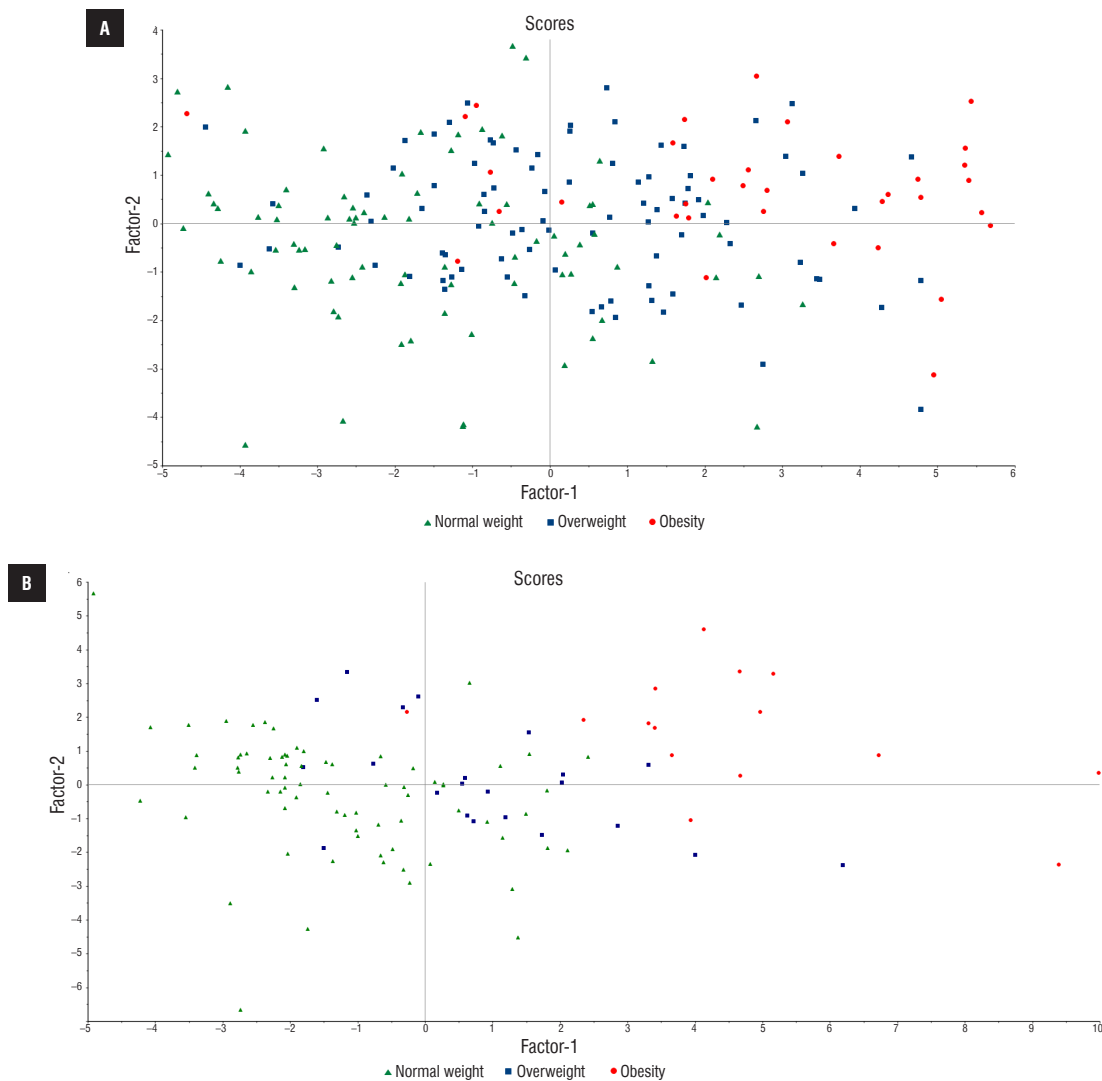 A
Scores
4
3
2
1
0
–1
–2
–3
–4
–5
Factor-2
–5 –4 –3 –2 –1 0 1 2 3 4 5 6
Factor-1
Normal weight Overweight Obesity
B
Scores
6
5
4
3
2
1
0
–1
–2
–3
–4
–5
–6
Factor-2
–5 –4 –3 –2 –1 0 1 2 3 4 5 6 7 8 9 10
Factor-1
Normal weight Overweight Obesity